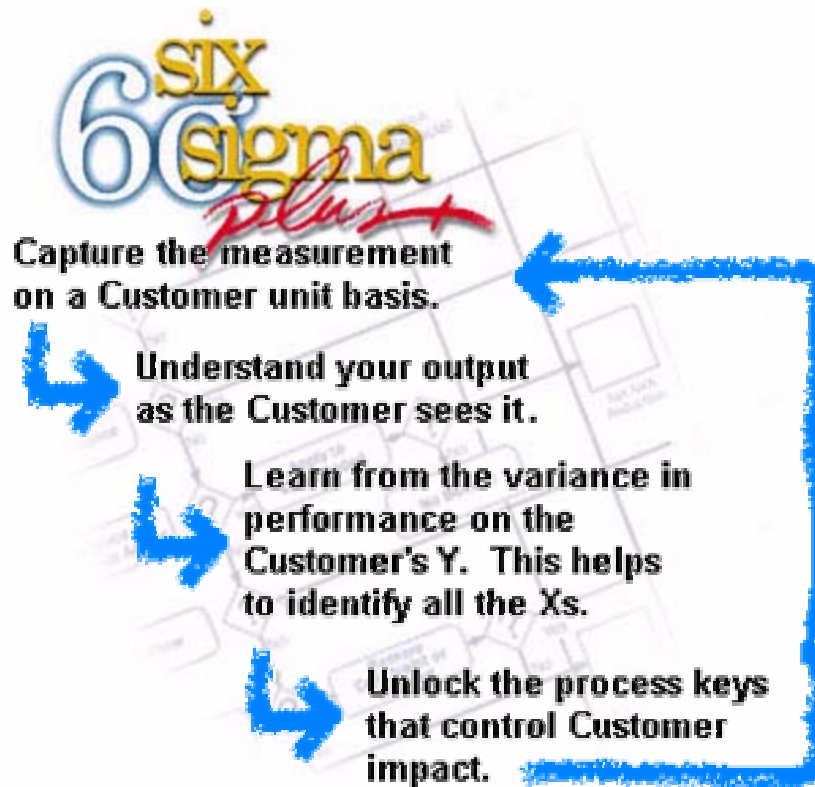 six
6σ
sigma
plus+
Capture the measurement
on a Customer unit basis.
Understand your output
as the Customer sees it.
Learn from the variance in
performance on the
Customer's Y.  This helps
to identify all the Xs.
Unlock the process keys
that control Customer
impact.